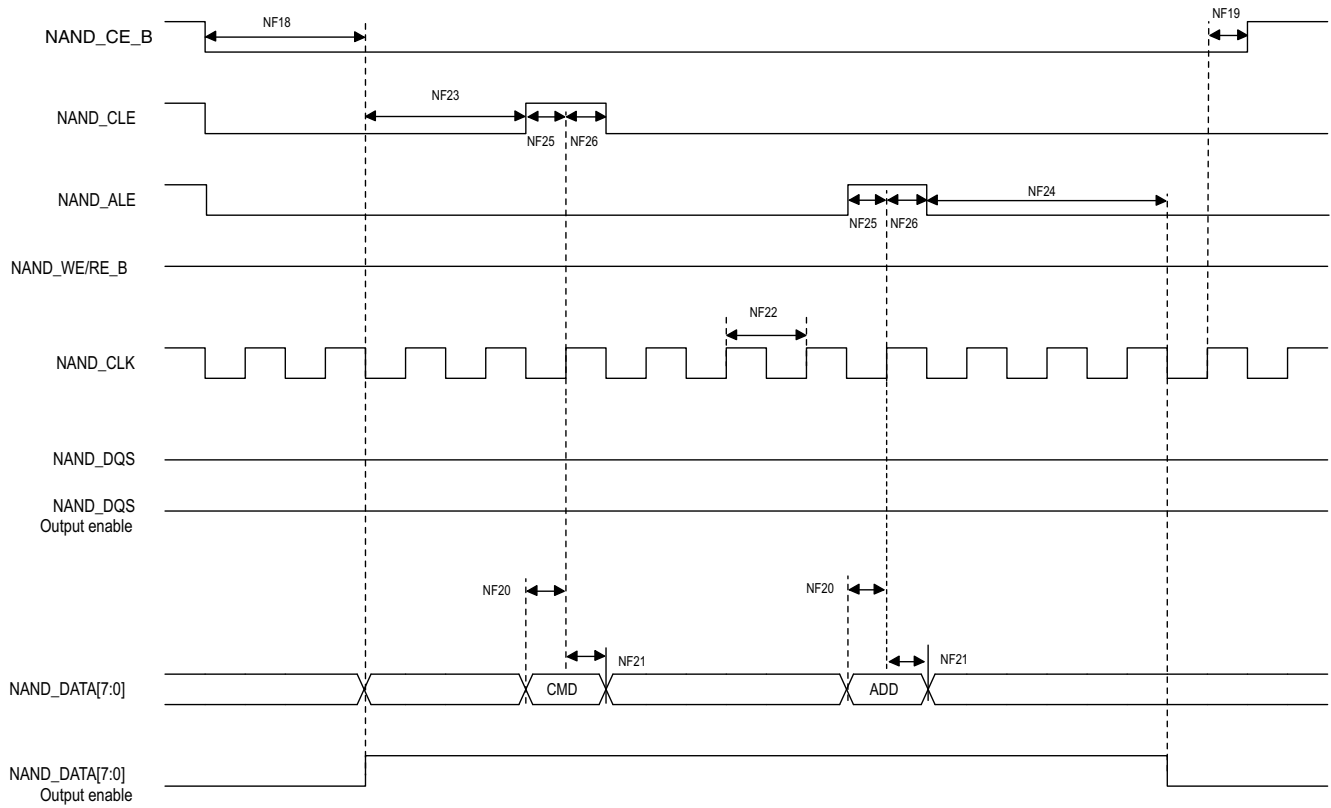 NF18
NF19
NAND_CE_B
NF23
NAND_CLE
NF25 NF26
NAND_ALE
NF24
NF25 NF26
NAND_WE/RE_B
NF22
NAND_CLK
NAND_DQS
NAND_DQS
Output enable
NF20
NF20
NF21
NF21
NAND_DATA[7:0]
CMD
ADD
NAND_DATA[7:0]
Output enable